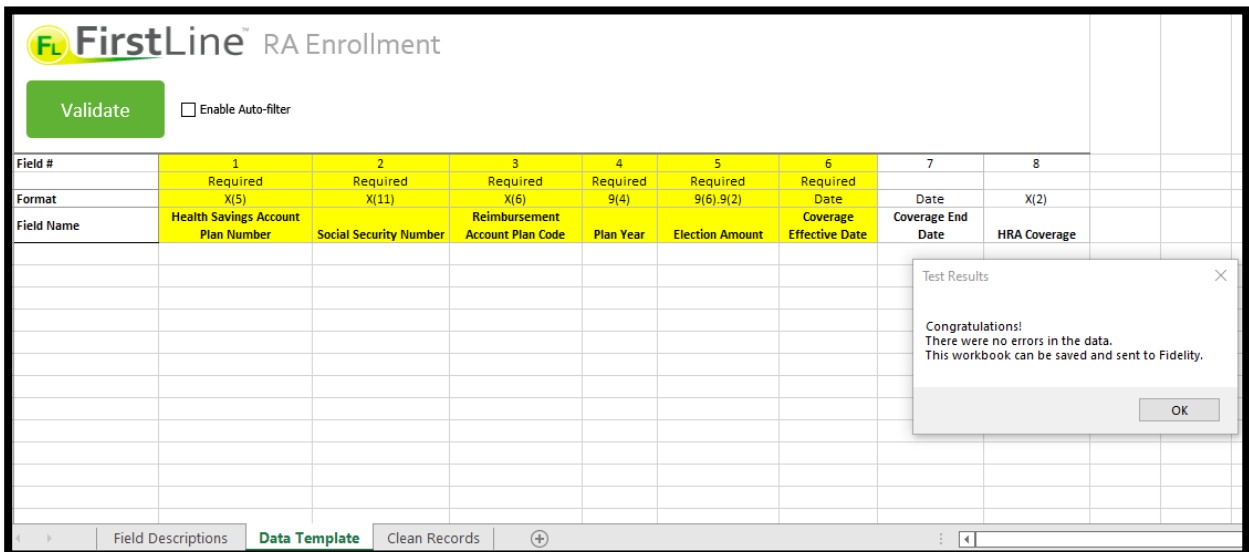 FL FirstLine™ RA Enrollment
Validate
Enable Auto-filter
Field # 1 2 3 4 5 6 7 8
Required Required Required Required Required Required
Format X(5) X(11) X(6) 9(4) 9(6).9(2) Date Date X(2)
Field Name
Health Savings Account
Plan Number
Social Security Number
Reimbursement
Account Plan Code
Plan Year
Election Amount
Coverage
Effective Date
Coverage End
Date
HRA Coverage
Test Results
Congratulations!
There were no errors in the data.
This workbook can be saved and sent to Fidelity.
OK
Field Descriptions Data Template Clean Records